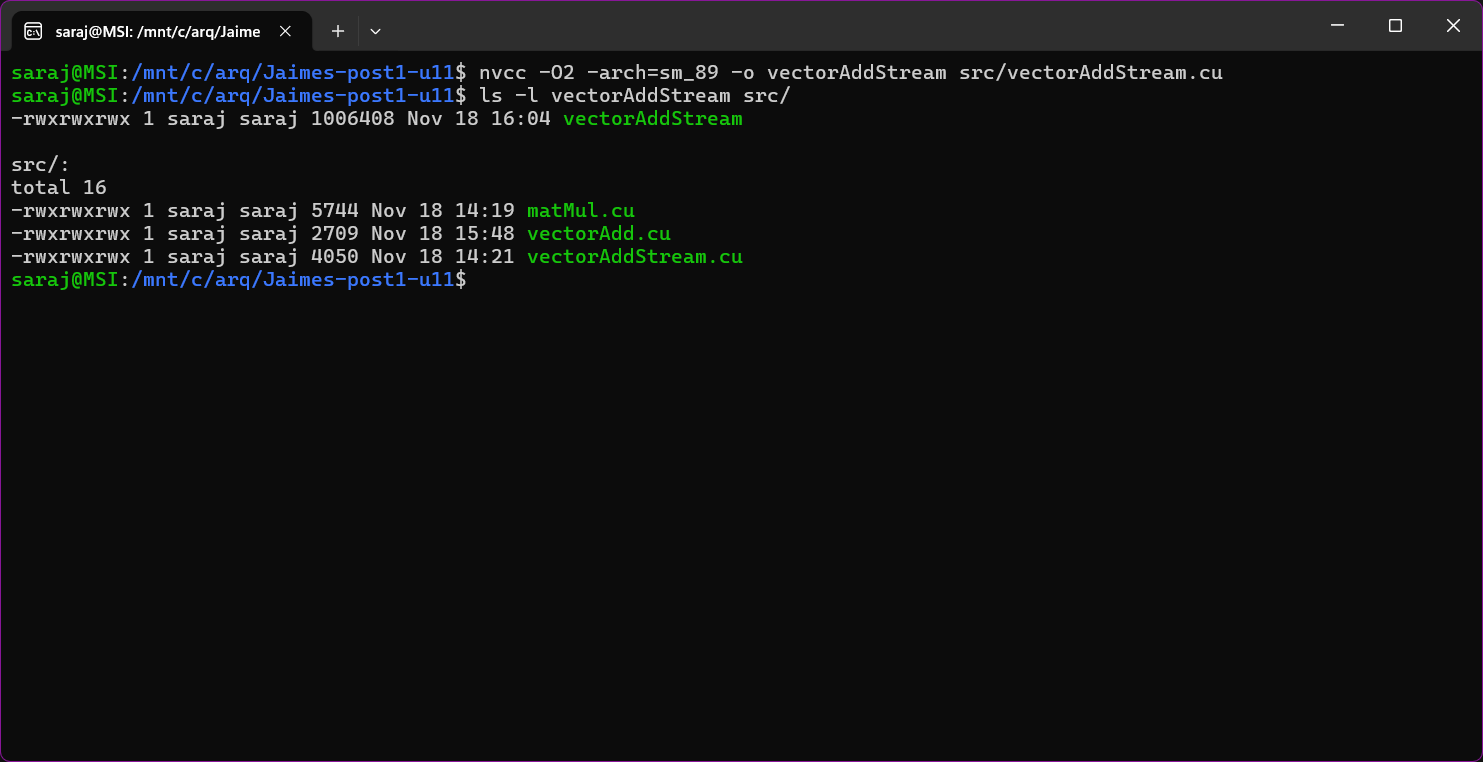 saraj@MSI: /mnt/c/arq/Jaime
saraj@MSI:/mnt/c/arq/Jaimes-post1-u11$ nvcc -O2 -arch=sm_89 -o vectorAddStream src/vectorAddStream.cu
saraj@MSI:/mnt/c/arq/Jaimes-post1-u11$ ls -l vectorAddStream src/
-rwxrwxrwx 1 saraj saraj 1006408 Nov 18 16:04 vectorAddStream
src/:
total 16
-rwxrwxrwx 1 saraj saraj 5744 Nov 18 14:19 matMul.cu
-rwxrwxrwx 1 saraj saraj 2709 Nov 18 15:48 vectorAdd.cu
-rwxrwxrwx 1 saraj saraj 4050 Nov 18 14:21 vectorAddStream.cu
saraj@MSI:/mnt/c/arq/Jaimes-post1-u11$